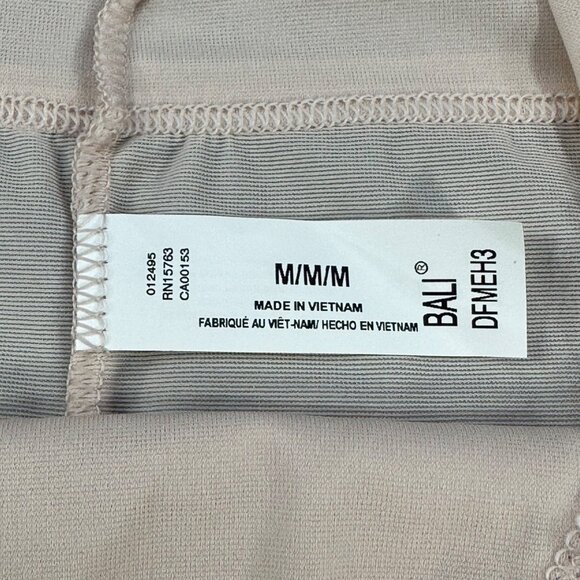 012495
RN15763
CA00153
M/M/M
MADE IN VIETNAM
FABRIQUÉ AU VIÊT-NAM/ HECHO EN VIETNAM
BALI®
DFMEH3